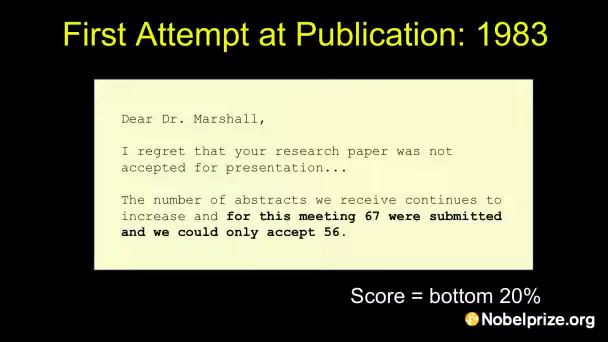 First Attempt at Publication: 1983
Dear Dr. Marshall,
I regret that your research paper was not
accepted for presentation...
The number of abstracts we receive continues to
increase and for this meeting 67 were submitted
and we could only accept 56.
Score = bottom 20%
Nobelprize.org